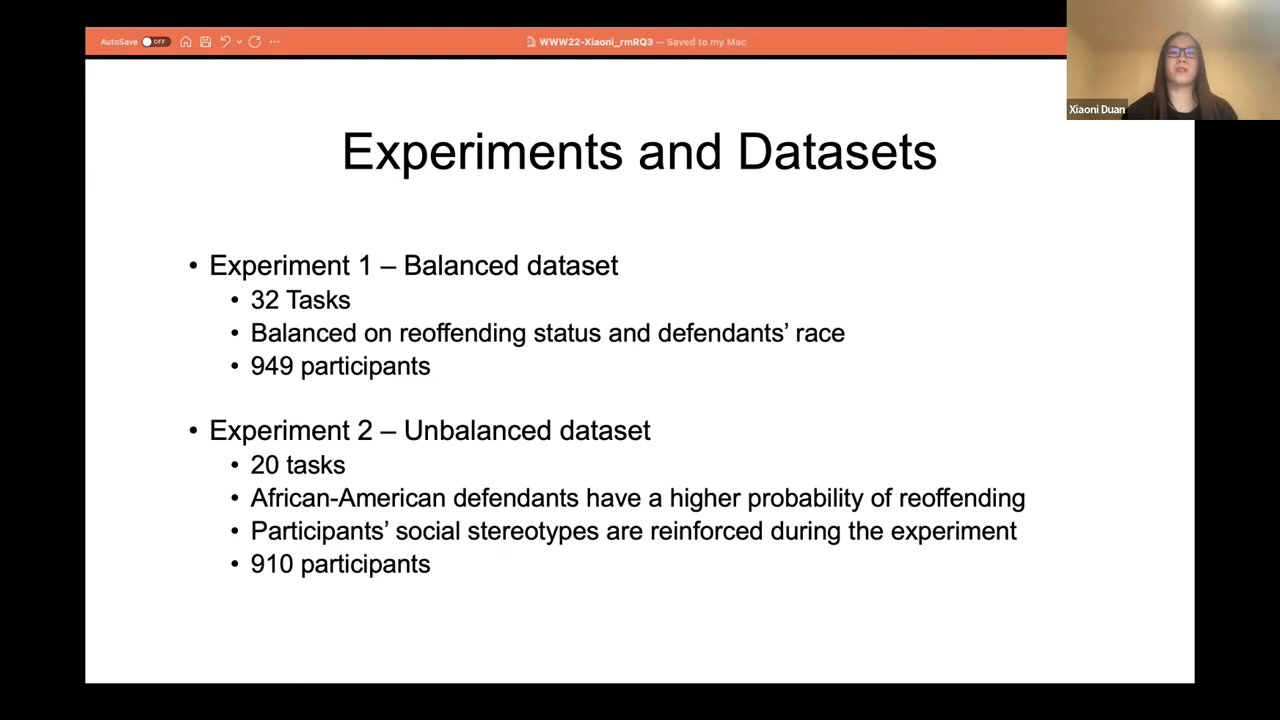 AutoSave OFF
WWW22-Xiaoni_rmRQ3 — Saved to my Mac
Xiaoni Duan
Experiments and Datasets
• Experiment 1 – Balanced dataset
• 32 Tasks
• Balanced on reoffending status and defendants’ race
• 949 participants
• Experiment 2 – Unbalanced dataset
• 20 tasks
• African-American defendants have a higher probability of reoffending
• Participants’ social stereotypes are reinforced during the experiment
• 910 participants